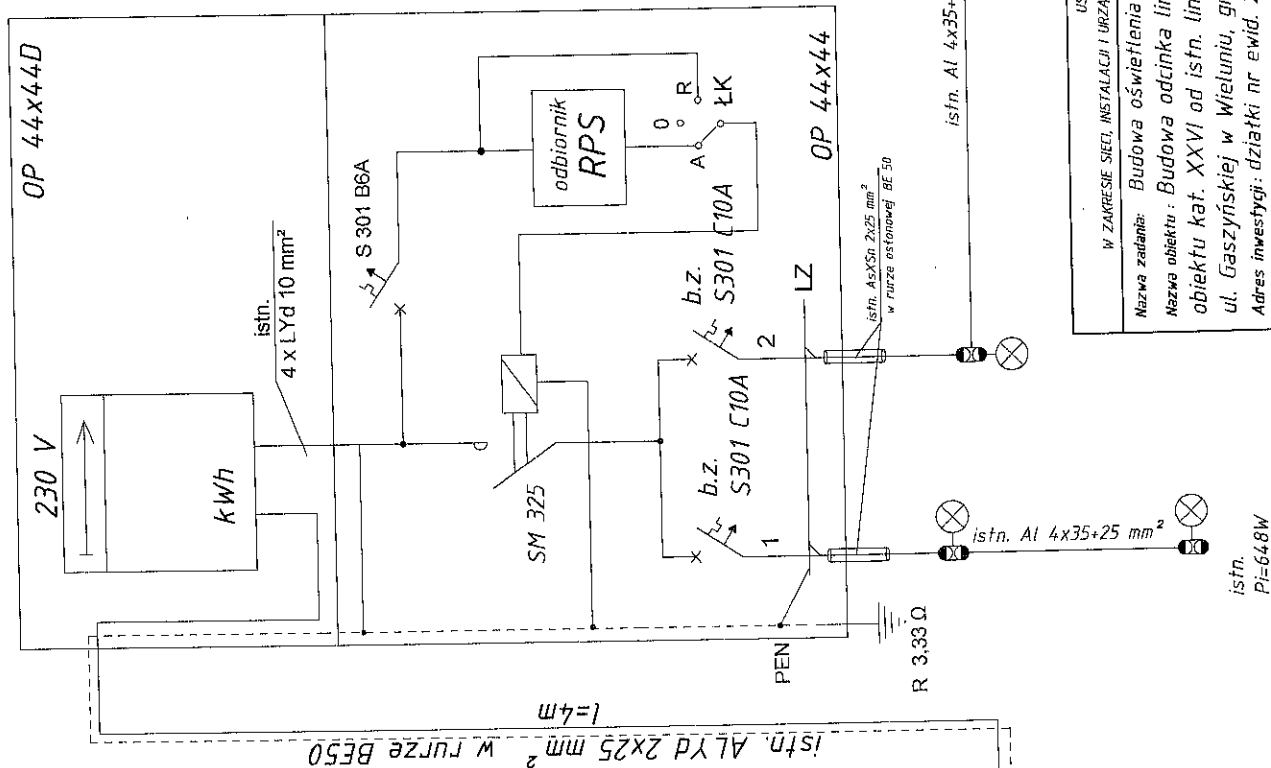 OP 44x44D
230 V
kWh
istn.
4 x LYd 10 mm²
S 301 B6A
odbiornik
RPS
0
R
A
ŁK
SM 325
b.z.
S301 C10A
b.z.
S301 C10A
OP 44x44
1
2
LZ
istn. AsXSn 2x25 mm²
w rurze osłonowej BE 50
PEN
R 3,33 Ω
istn. ALYd 2x25 mm² w rurze BE50
l=4m
istn. Al 4x35+25 mm²
istn.
Pi=648W
istn. Al 4x35+
W ZAKRESIE SIECI, INSTALACJI I
Nazwa zadania: Budowa oświetlenia
Nazwa obiektu: Budowa odcinka
obiektu kat. XXVI od istn.
ul. Gaszyńskiej w Wieluniu,
Adres inwestycji: działki nr ewid.